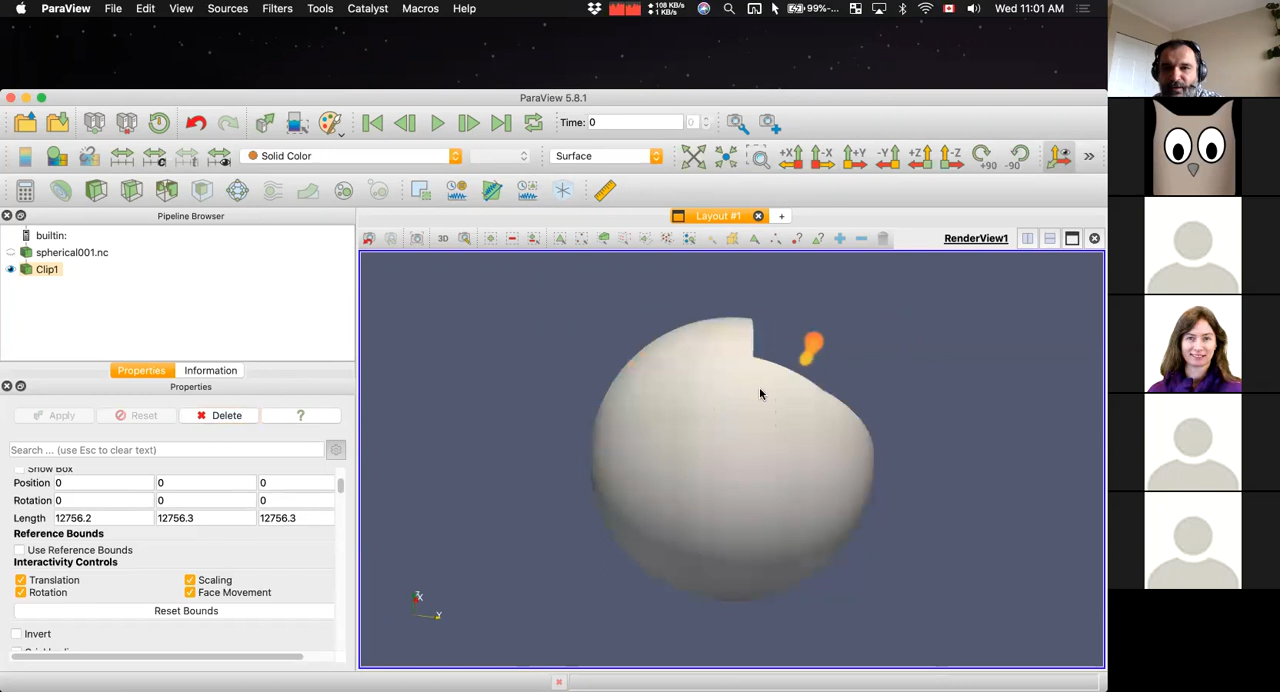 ParaView File Edit View Sources Filters Tools Catalyst Macros Help 108 KB/s 1 KB/s 99%... Wed 11:01 AM
ParaView 5.8.1
Time: 0 0
Solid Color Surface +X -X +Y -Y +Z -Z +90 -90 »
Pipeline Browser Layout #1 +
builtin: 3D RenderView1
spherical001.nc
Clip1
Properties Information
Properties
Apply Reset Delete ?
Search ... (use Esc to clear text)
Show Box
Position 0 0 0
Rotation 0 0 0
Length 12756.2 12756.3 12756.3
Reference Bounds
Use Reference Bounds
Interactivity Controls
Translation Scaling
Rotation Face Movement
Reset Bounds
Invert
X
Y